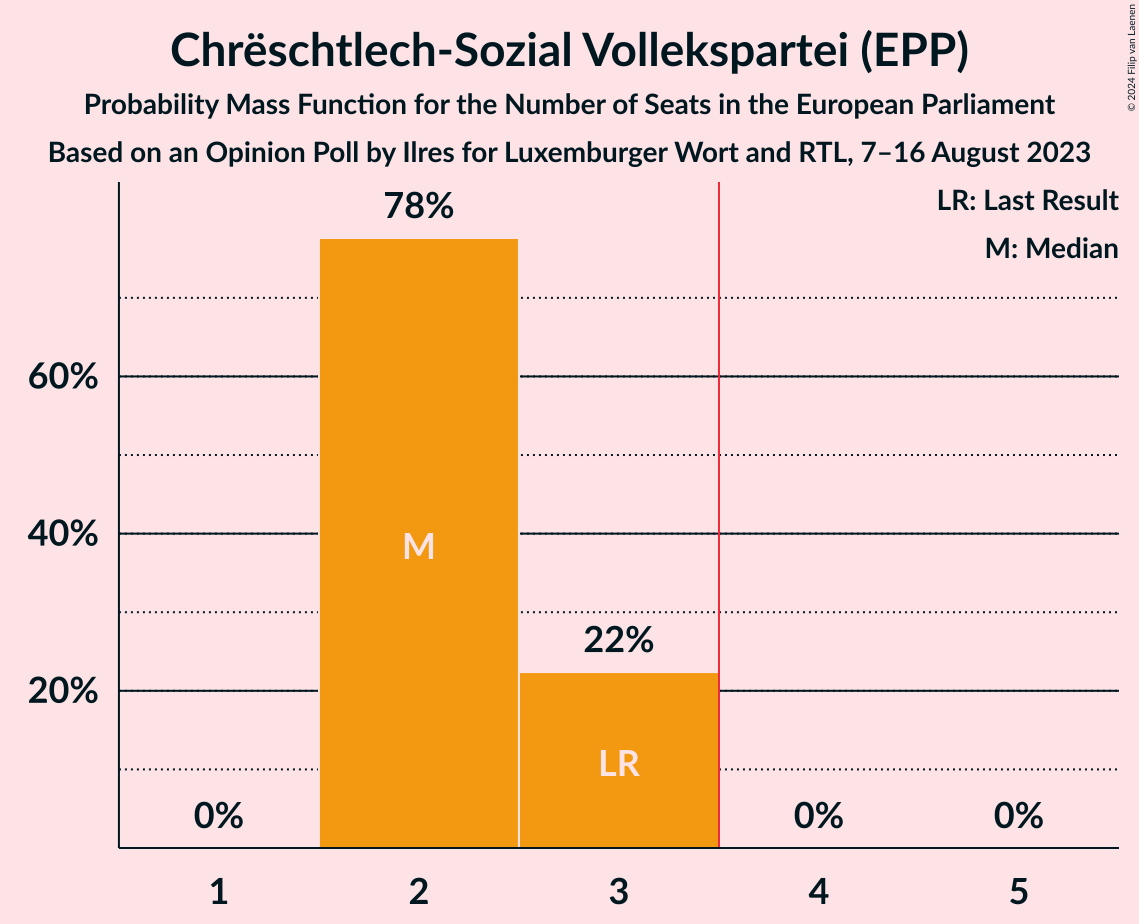 Chrëschtlech-Sozial Vollekspartei (EPP)
Probability Mass Function for the Number of Seats in the European Parliament
Based on an Opinion Poll by Ilres for Luxemburger Wort and RTL, 7–16 August 2023
© 2024 Filip van Laenen
LR: Last Result
M: Median
78%
60%
40%
M
22%
20%
LR
0%
0%
0%
1
2
3
4
5